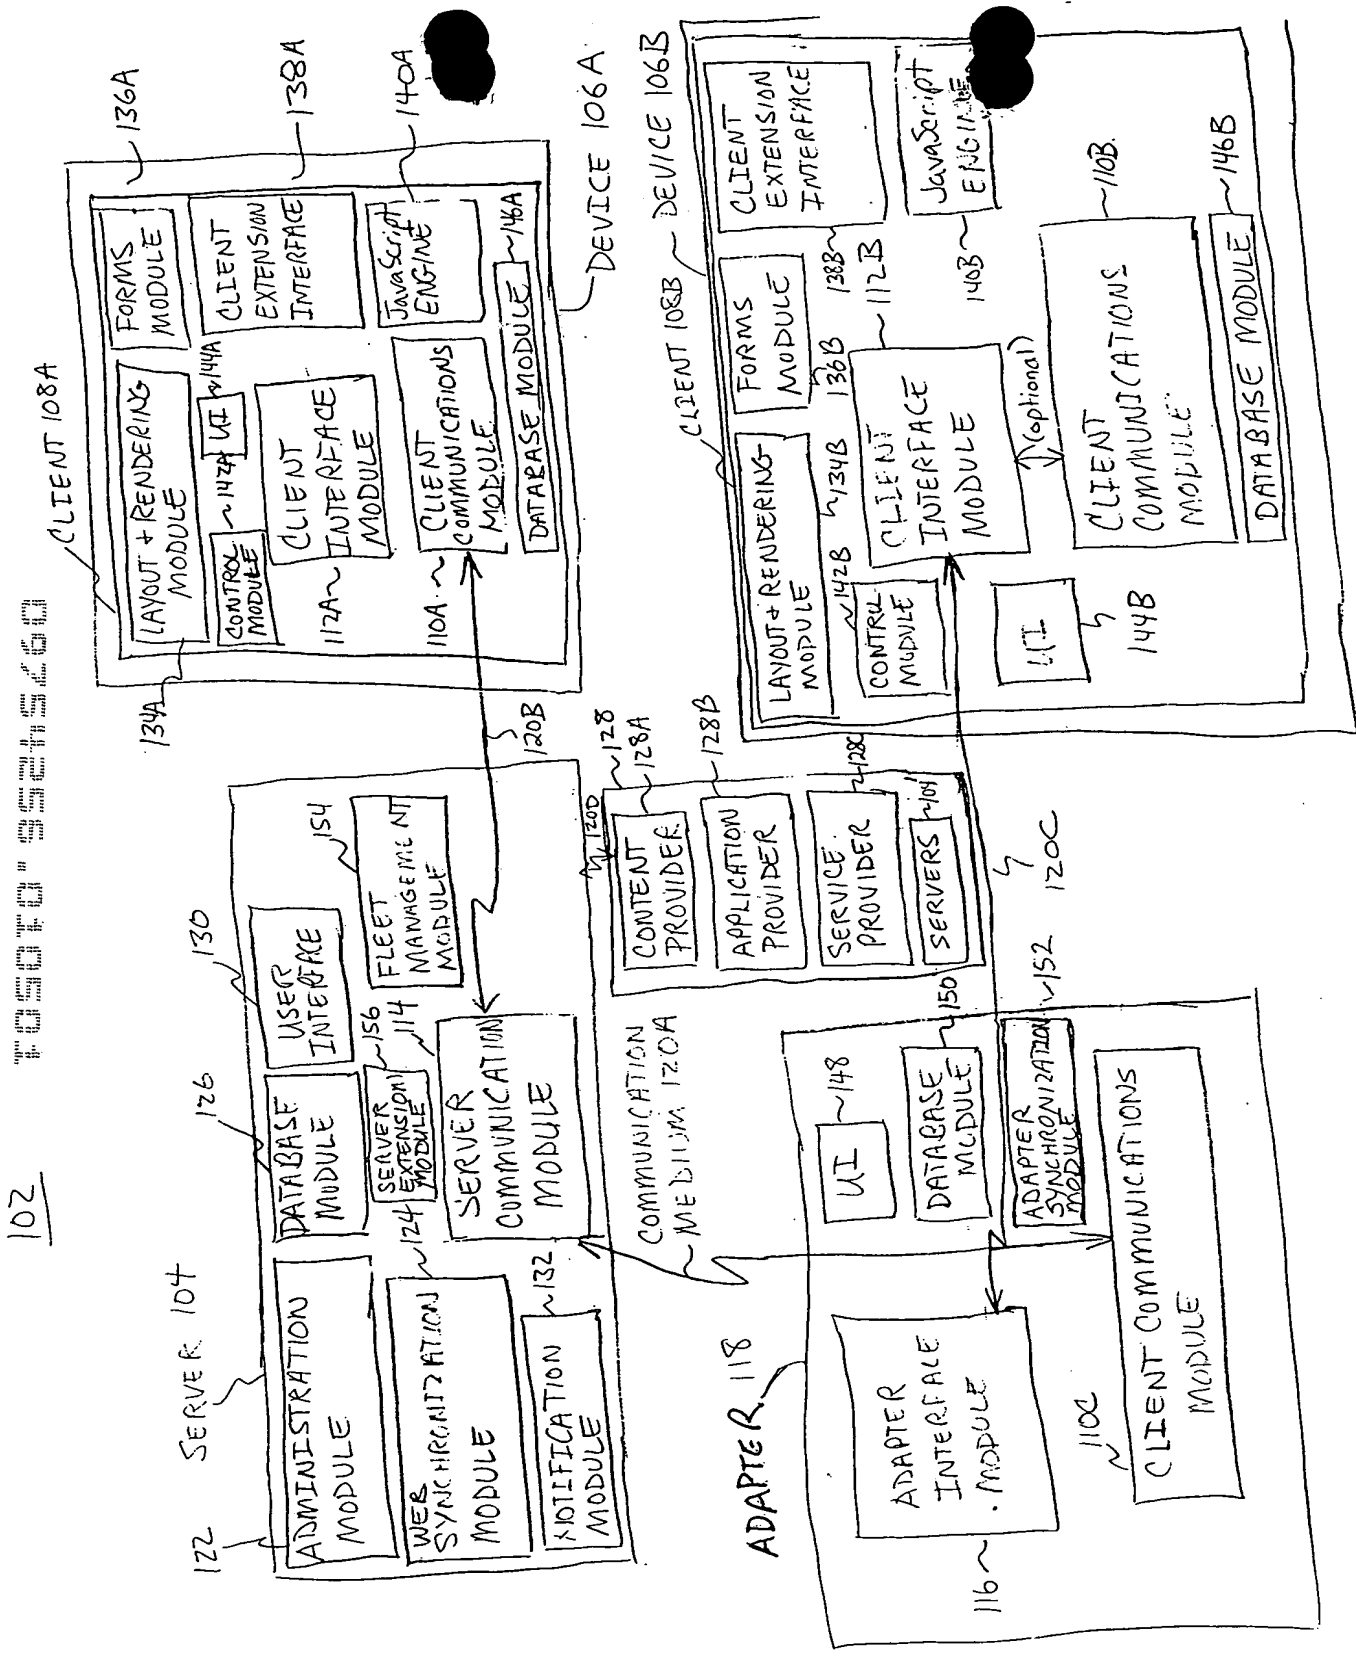 102
SERVER 104
122
ADMINISTRATION
MODULE
126
DATABASE
MODULE
130
USER
INTERFACE
154
FLEET
MANAGEMENT
MODULE
156
SERVER
EXTENSION
MODULE
114
124
WEB
SYNCHRONIZATION
MODULE
SERVER
COMMUNICATION
MODULE
132
NOTIFICATION
MODULE
CLIENT 108A
136A
LAYOUT + RENDERING
MODULE
FORMS
MODULE
134A
138A
CLIENT
EXTENSION
INTERFACE
CONTROL
MODULE
142A
UI
144A
CLIENT
INTERFACE
MODULE
112A
JavaScript
ENGINE
140A
110A
CLIENT
COMMUNICATIONS
MODULE
DATABASE MODULE
146A
DEVICE 106A
120B
COMMUNICATION
MEDIUM 120A
120D
128
CONTENT
PROVIDER
128A
APPLICATION
PROVIDER
128B
SERVICE
PROVIDER
128C
SERVERS
104
120C
ADAPTER 118
UI
148
DATABASE
MODULE
150
ADAPTER
SYNCHRONIZATION
MODULE
152
ADAPTER
INTERFACE
MODULE
116
110C
CLIENT COMMUNICATIONS
MODULE
CLIENT 108B
DEVICE 106B
LAYOUT + RENDERING
MODULE
134B
FORMS
MODULE
136B
CLIENT
EXTENSION
INTERFACE
138B
142B
CONTROL
MODULE
112B
CLIENT
INTERFACE
MODULE
140B
JavaScript
ENGINE
(optional)
UI
144B
CLIENT
COMMUNICATIONS
MODULE
110B
DATABASE MODULE
146B